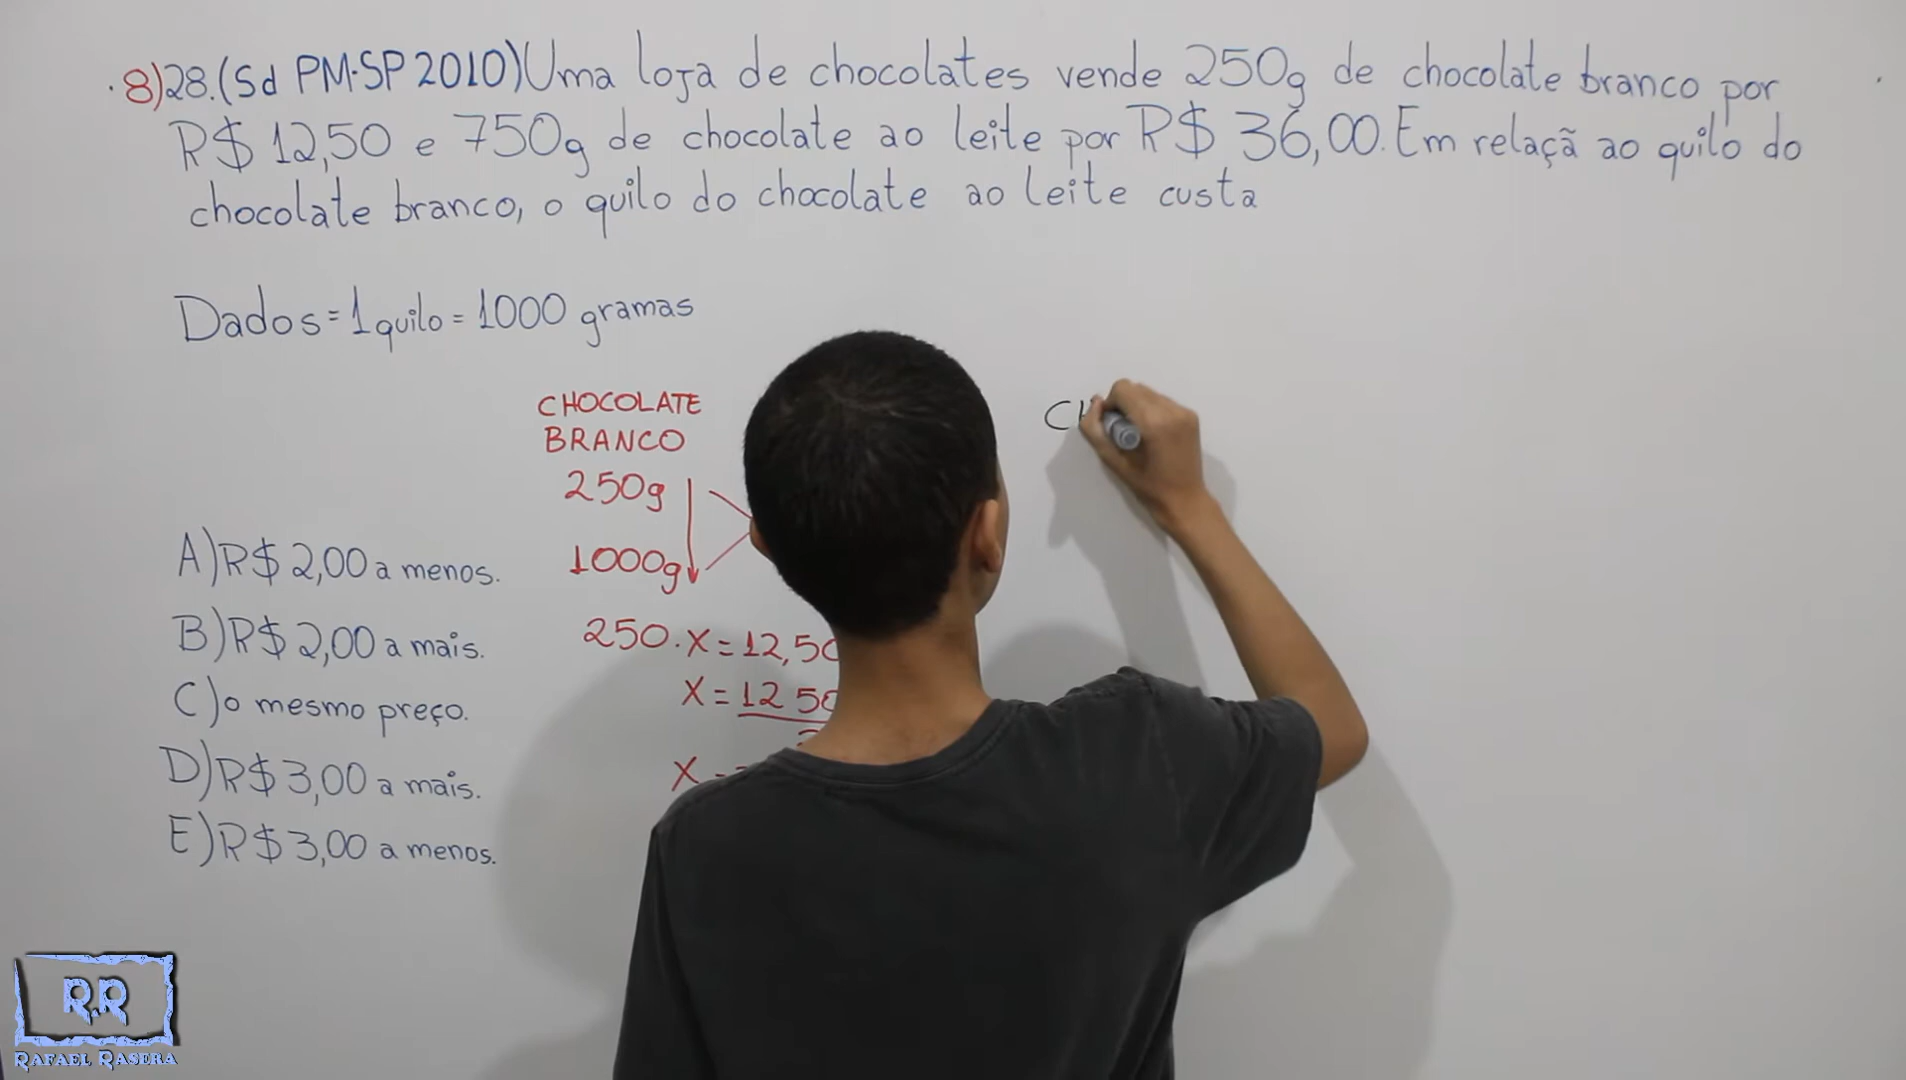 8)28.(Sd PM-SP 2010)Uma loja de chocolates vende 250g de chocolate branco por
R$ 12,50 e 750g de chocolate ao leite por R$ 36,00. Em relaçã ao quilo do
chocolate branco, o quilo do chocolate ao leite custa
Dados=1 quilo=1000 gramas
CHOCOLATE
BRANCO
250g
1000g
250.X=12,50
X=12 50
X=
A)R$ 2,00 a menos.
B)R$ 2,00 a mais.
C)o mesmo preço.
D)R$ 3,00 a mais.
E)R$ 3,00 a menos.
R.R
RAFAEL RASERA